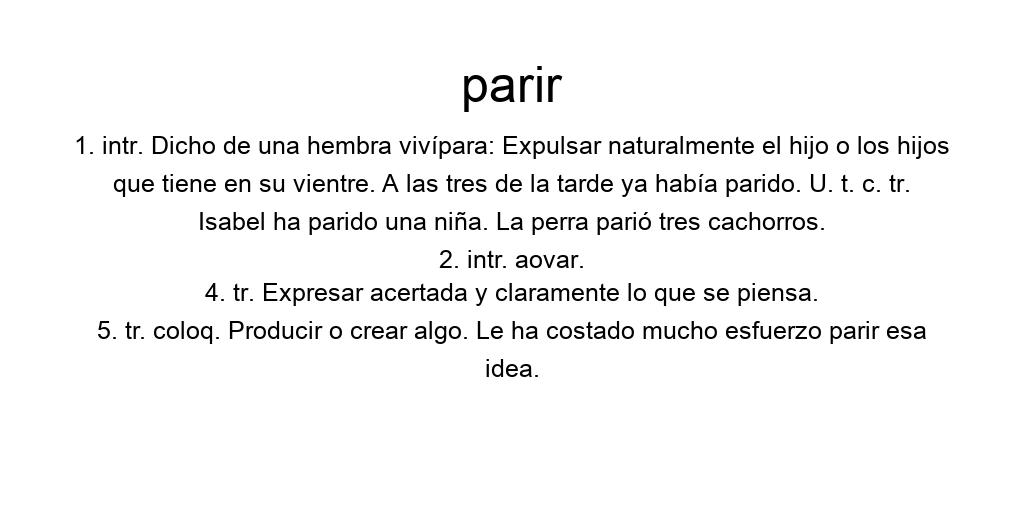 parir
1. intr. Dicho de una hembra vivípara: Expulsar naturalmente el hijo o los hijos
que tiene en su vientre. A las tres de la tarde ya había parido. U. t. c. tr.
Isabel ha parido una niña. La perra parió tres cachorros.
2. intr. aovar.
4. tr. Expresar acertada y claramente lo que se piensa.
5. tr. coloq. Producir o crear algo. Le ha costado mucho esfuerzo parir esa
idea.